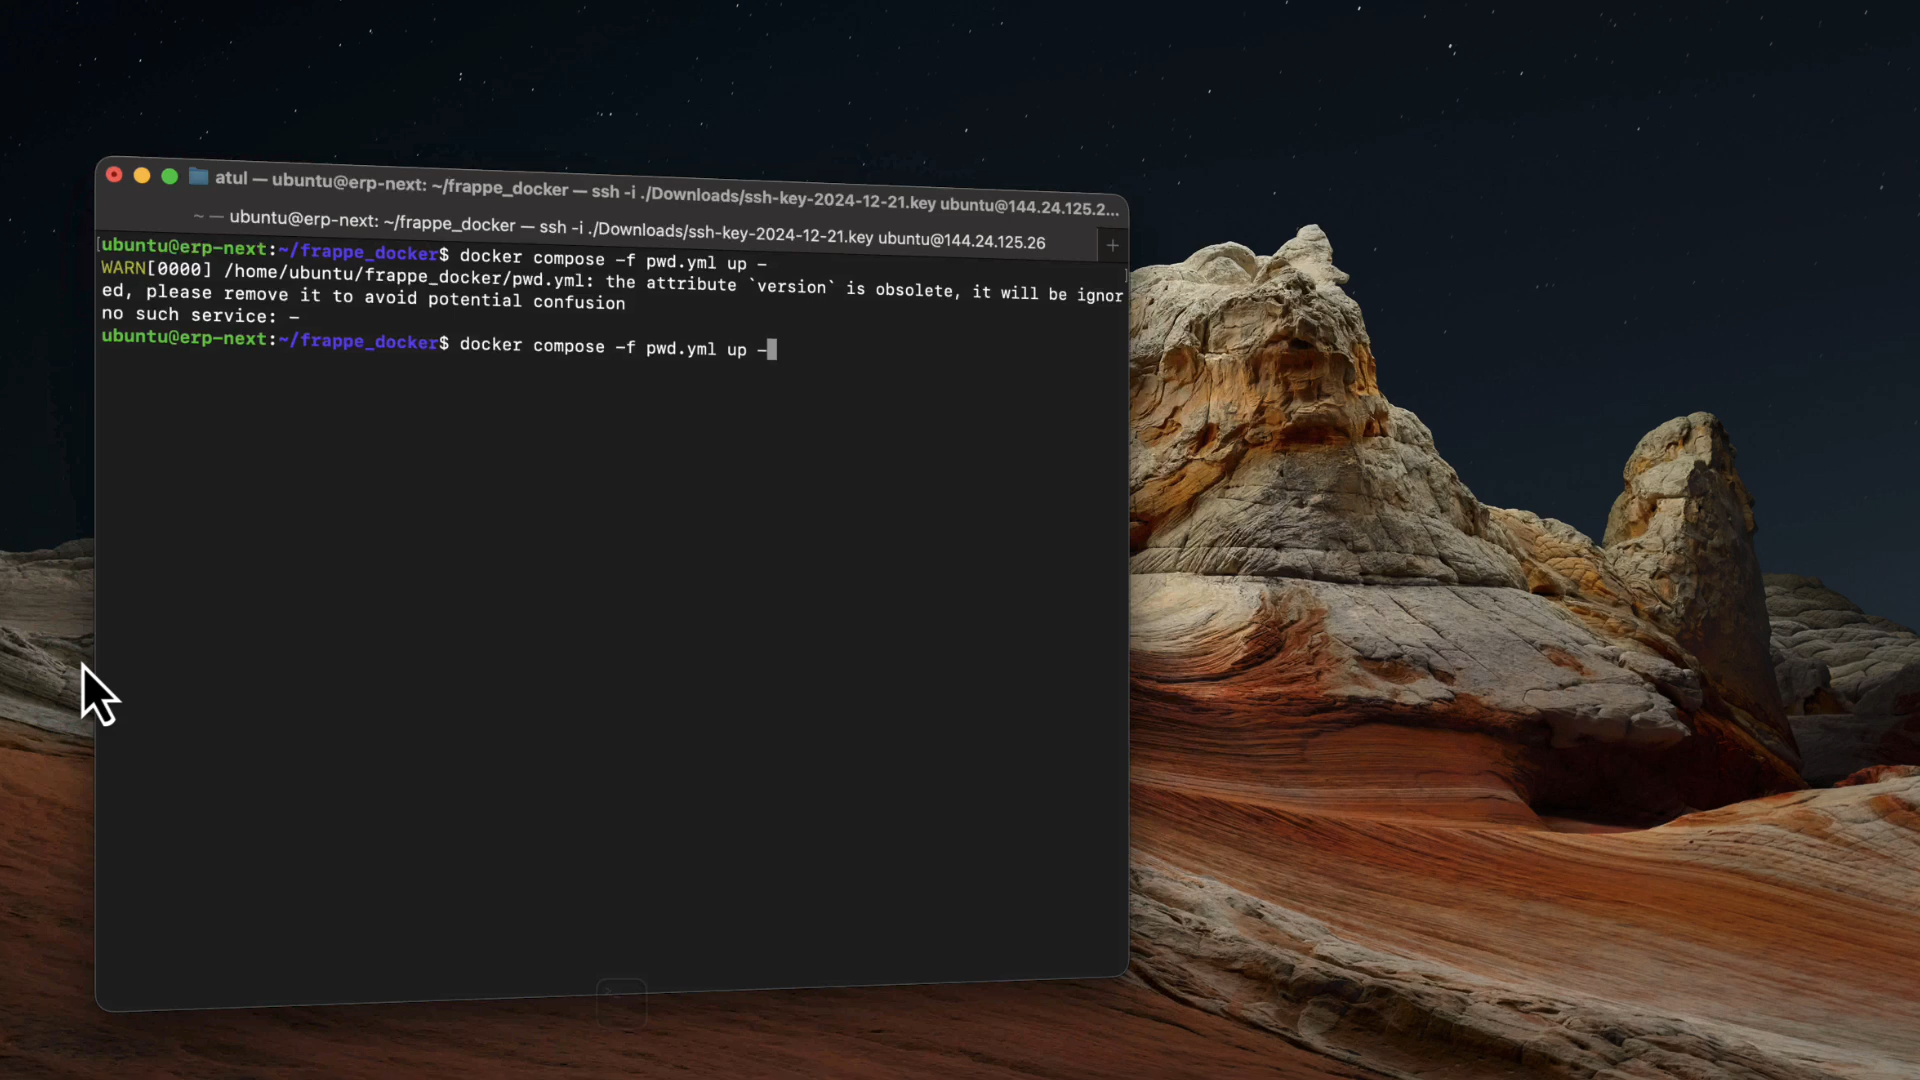 atul — ubuntu@erp-next: ~/frappe_docker — ssh -i ./Downloads/ssh-key-2024-12-21.key ubuntu@144.24.125.2...
~ — ubuntu@erp-next: ~/frappe_docker — ssh -i ./Downloads/ssh-key-2024-12-21.key ubuntu@144.24.125.26
[ubuntu@erp-next:~/frappe_docker$ docker compose -f pwd.yml up - ]
WARN[0000] /home/ubuntu/frappe_docker/pwd.yml: the attribute `version` is obsolete, it will be ignor
ed, please remove it to avoid potential confusion
no such service: -
ubuntu@erp-next:~/frappe_docker$ docker compose -f pwd.yml up -